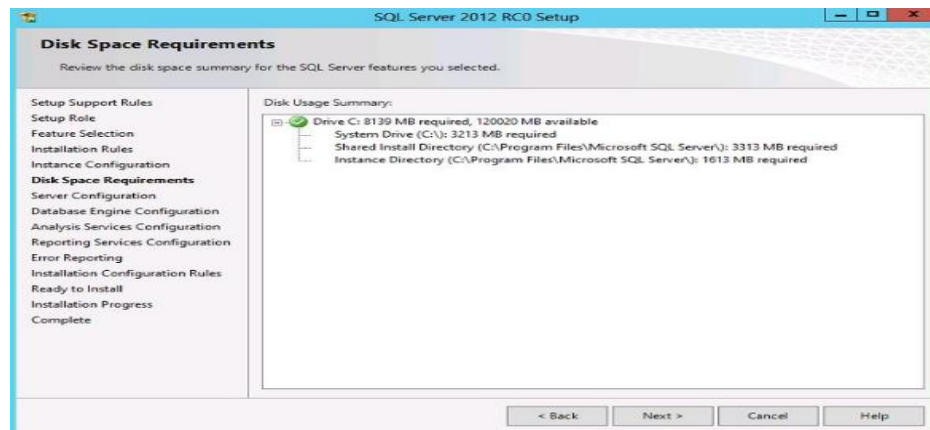 SQL Server 2012 RC0 Setup
Disk Space Requirements
Review the disk space summary for the SQL Server features you selected.
Setup Support Rules
Setup Role
Feature Selection
Installation Rules
Instance Configuration
Disk Space Requirements
Server Configuration
Database Engine Configuration
Analysis Services Configuration
Reporting Services Configuration
Error Reporting
Installation Configuration Rules
Ready to Install
Installation Progress
Complete
Disk Usage Summary:
Drive C: 8139 MB required, 120020 MB available
System Drive (C:\): 3213 MB required
Shared Install Directory (C:\Program Files\Microsoft SQL Server\): 3313 MB required
Instance Directory (C:\Program Files\Microsoft SQL Server\): 1613 MB required
< Back
Next >
Cancel
Help